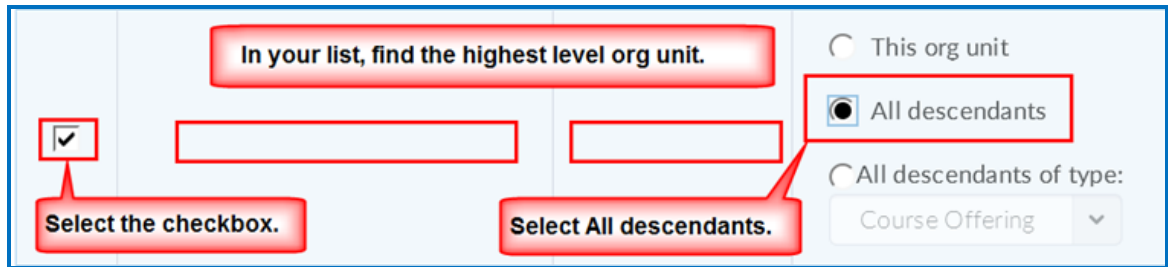 In your list, find the highest level org unit.
This org unit
All descendants
All descendants of type:
Select the checkbox.
Select All descendants.
Course Offering